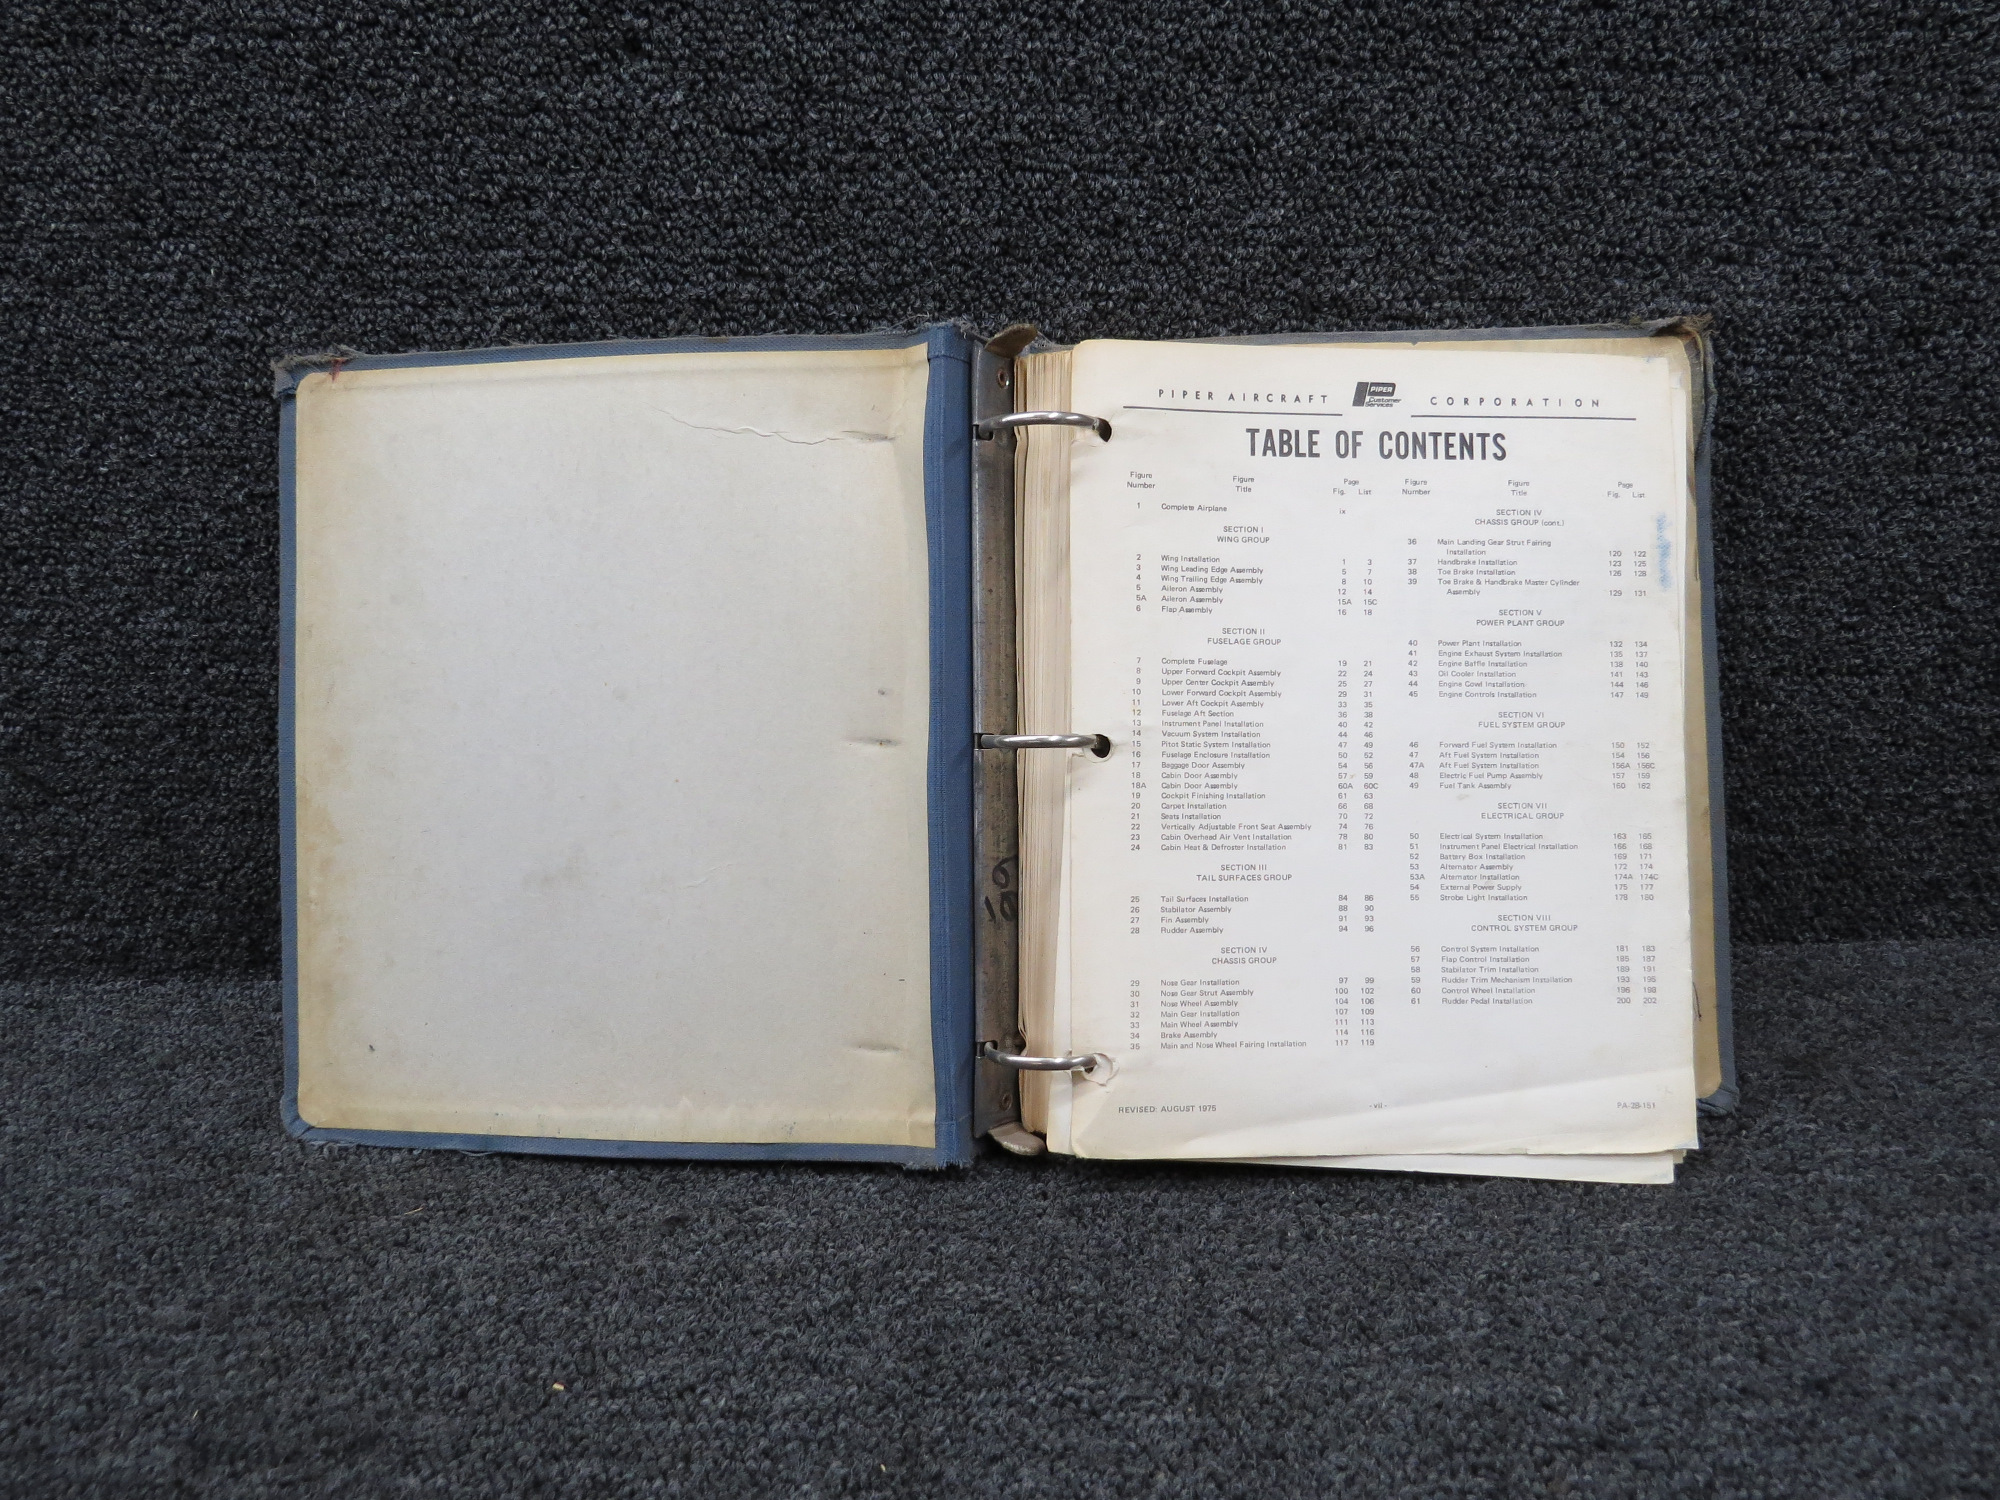 PIPER AIRCRAFT PIPER Customer Services CORPORATION
TABLE OF CONTENTS
Figure Number Figure Title Page Fig. List
1 Complete Airplane ix
SECTION I
WING GROUP
2 Wing Installation 1 3
3 Wing Leading Edge Assembly 5 7
4 Wing Trailing Edge Assembly 8 10
5 Aileron Assembly 12 14
5A Aileron Assembly 15A 15C
6 Flap Assembly 16 18
SECTION II
FUSELAGE GROUP
7 Complete Fuselage 19 21
8 Upper Forward Cockpit Assembly 22 24
9 Upper Center Cockpit Assembly 25 27
10 Lower Forward Cockpit Assembly 29 31
11 Lower Aft Cockpit Assembly 33 35
12 Fuselage Aft Section 36 38
13 Instrument Panel Installation 40 42
14 Vacuum System Installation 44 46
15 Pitot Static System Installation 47 49
16 Fuselage Enclosure Installation 50 52
17 Baggage Door Assembly 54 56
18 Cabin Door Assembly 57 59
18A Cabin Door Assembly 60A 60C
19 Cockpit Finishing Installation 61 63
20 Carpet Installation 66 68
21 Seats Installation 70 72
22 Vertically Adjustable Front Seat Assembly 74 76
23 Cabin Overhead Air Vent Installation 78 80
24 Cabin Heat & Defroster Installation 81 83
SECTION III
TAIL SURFACES GROUP
25 Tail Surfaces Installation 84 86
26 Stabilator Assembly 88 90
27 Fin Assembly 91 93
28 Rudder Assembly 94 96
SECTION IV
CHASSIS GROUP
29 Nose Gear Installation 97 99
30 Nose Gear Strut Assembly 100 102
31 Nose Wheel Assembly 104 106
32 Main Gear Installation 107 109
33 Main Wheel Assembly 111 113
34 Brake Assembly 114 116
35 Main and Nose Wheel Fairing Installation 117 119
Figure Number Figure Title Page Fig. List
SECTION IV
CHASSIS GROUP (cont.)
36 Main Landing Gear Strut Fairing
Installation 120 122
37 Handbrake Installation 123 125
38 Toe Brake Installation 126 128
39 Toe Brake & Handbrake Master Cylinder
Assembly 129 131
SECTION V
POWER PLANT GROUP
40 Power Plant Installation 132 134
41 Engine Exhaust System Installation 135 137
42 Engine Baffle Installation 138 140
43 Oil Cooler Installation 141 143
44 Engine Cowl Installation 144 146
45 Engine Controls Installation 147 149
SECTION VI
FUEL SYSTEM GROUP
46 Forward Fuel System Installation 150 152
47 Aft Fuel System Installation 154 156
47A Aft Fuel System Installation 156A 156C
48 Electric Fuel Pump Assembly 157 159
49 Fuel Tank Assembly 160 162
SECTION VII
ELECTRICAL GROUP
50 Electrical System Installation 163 165
51 Instrument Panel Electrical Installation 166 168
52 Battery Box Installation 169 171
53 Alternator Assembly 172 174
53A Alternator Installation 174A 174C
54 External Power Supply 175 177
55 Strobe Light Installation 178 180
SECTION VIII
CONTROL SYSTEM GROUP
56 Control System Installation 181 183
57 Flap Control Installation 185 187
58 Stabilator Trim Installation 189 191
59 Rudder Trim Mechanism Installation 193 195
60 Control Wheel Installation 196 198
61 Rudder Pedal Installation 200 202
REVISED: AUGUST 1975 - vii - PA-28-151